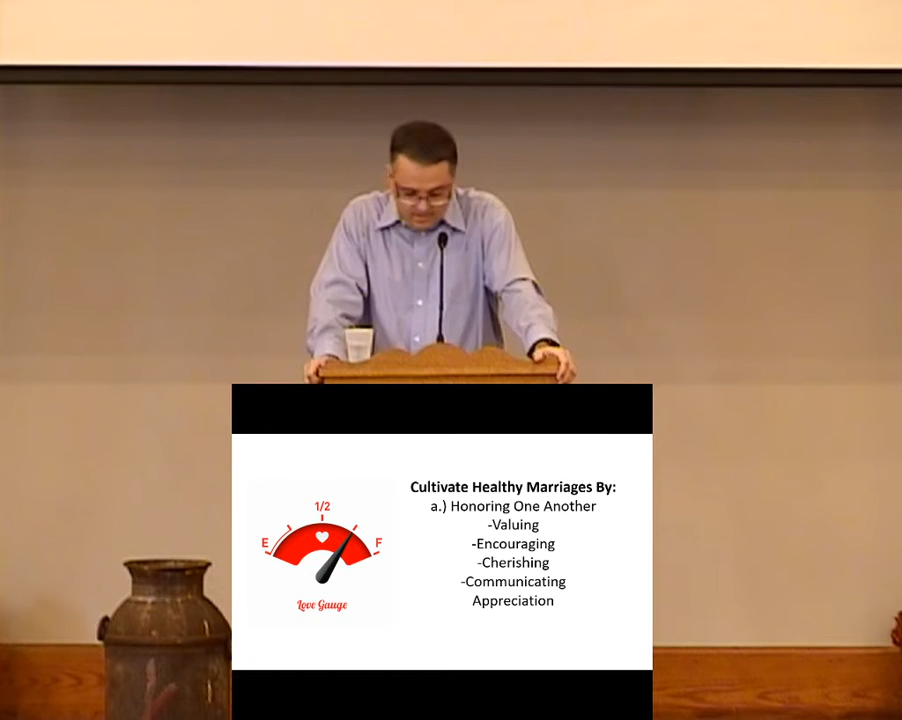 Cultivate Healthy Marriages By:
a.) Honoring One Another
-Valuing
-Encouraging
-Cherishing
-Communicating
Appreciation
1/2
E F
Love Gauge